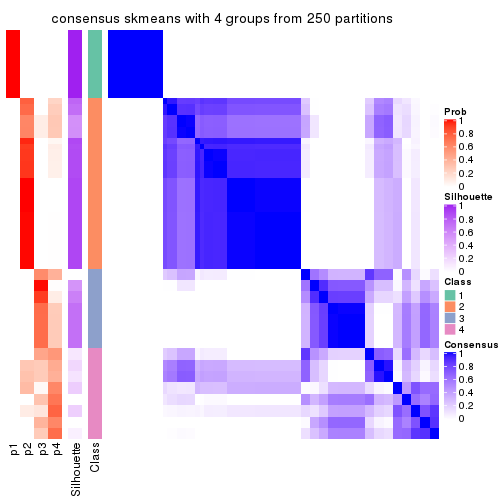 consensus skmeans with 4 groups from 250 partitions
Prob
1
0.8
0.6
0.4
0.2
0
Silhouette
1
0.8
0.6
0.4
0.2
0
Class
1
2
3
4
Consensus
1
0.8
0.6
0.4
0.2
0
p1
p2
p3
p4
Silhouette
Class